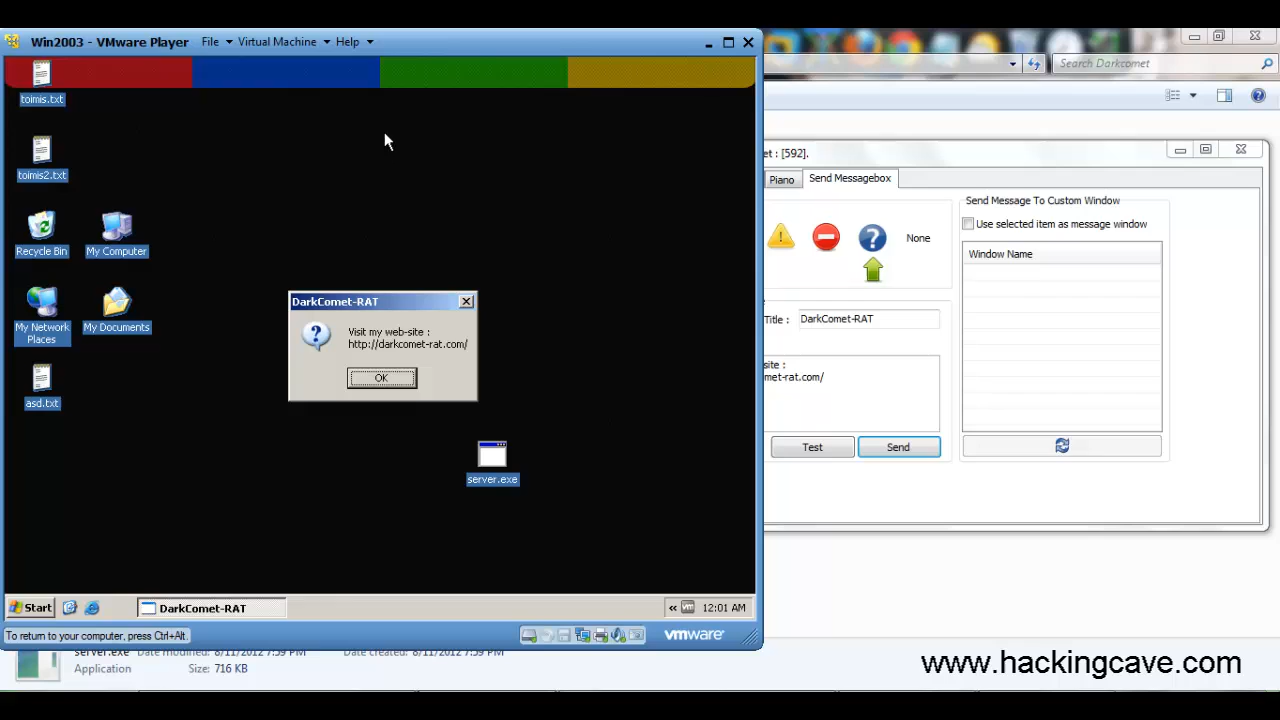 Win2003 - VMware Player File Virtual Machine Help
Search Darkcomet
toimis.txt
toimis2.txt
Recycle Bin
My Computer
My Network
Places
My Documents
asd.txt
server.exe
DarkComet-RAT
Visit my web-site :
http://darkcomet-rat.com/
OK
Start
DarkComet-RAT
12:01 AM
To return to your computer, press Ctrl+Alt.
vmware
et : [592].
Piano Send Messagebox
None
Title : DarkComet-RAT
site :
met-rat.com/
Test Send
Send Message To Custom Window
Use selected item as message window
Window Name
server.exe Date modified: 8/11/2012 7:59 PM Date created: 8/11/2012 7:59 PM
Application Size: 716 KB
www.hackingcave.com